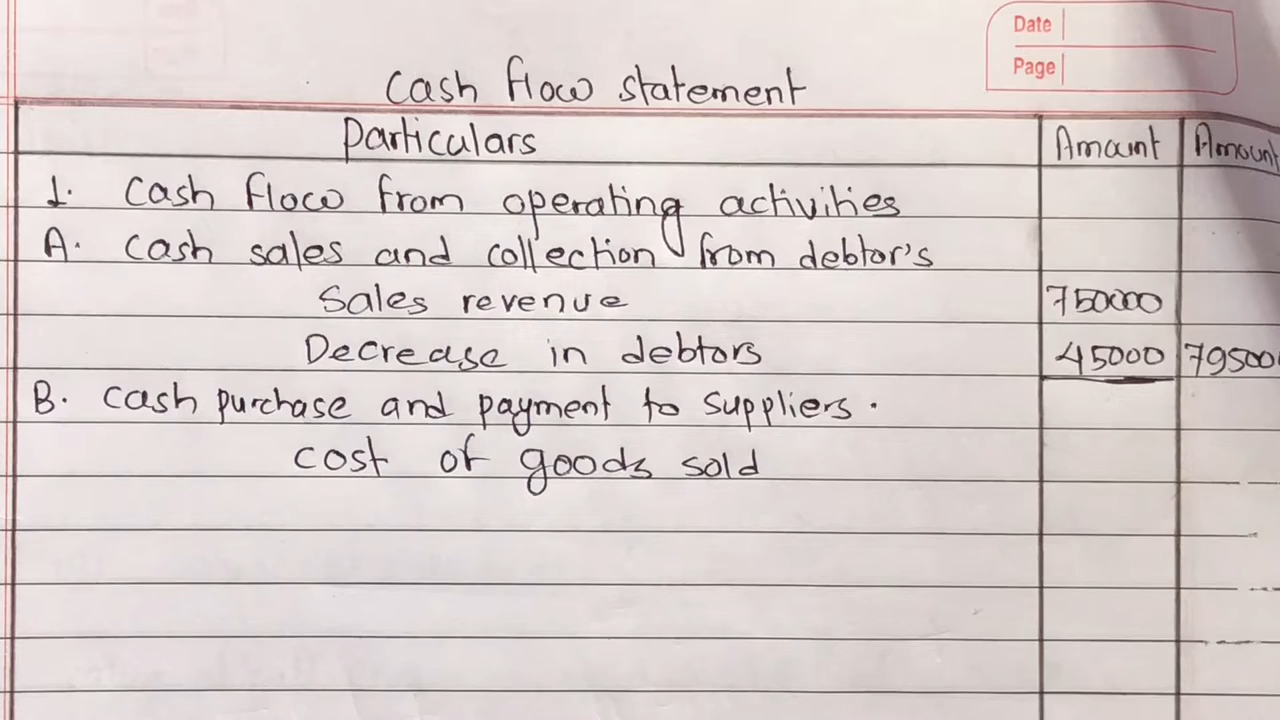 Date
Page
Cash flow statement
Particulars Amount Amount
1. Cash flow from operating activities
A. Cash sales and collection from debtor's
Sales revenue 750000
Decrease in debtors 45000 79500
B. Cash purchase and payment to suppliers.
Cost of goods sold